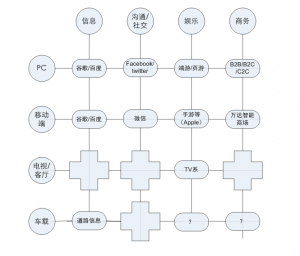 信息
沟通/
社交
娱乐
商务
PC
谷歌/百度
Facebook/
twitter
端游/页游
B2B/B2C
/C2C
移动
端
谷歌/百度
微信
手游等
（Apple）
万达智能
商场
电视/
客厅
TV系
车载
道路信息
？
？